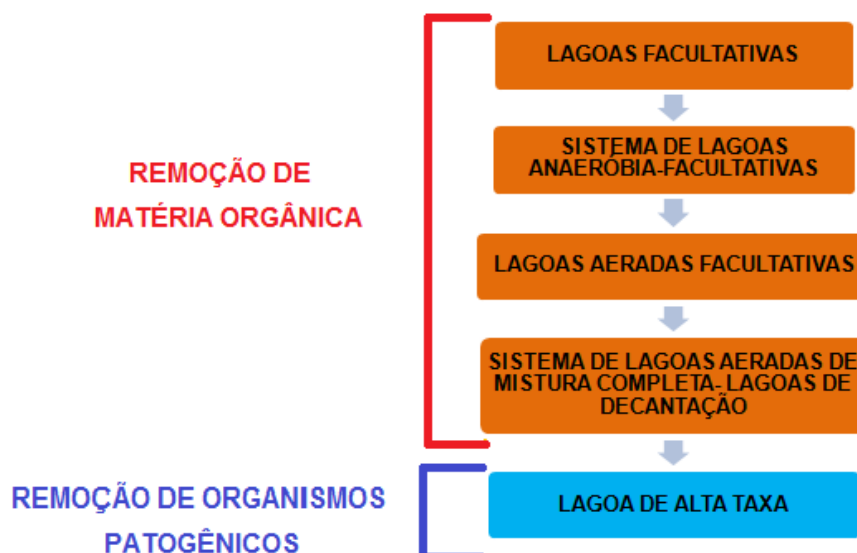 LAGOAS FACULTATIVAS
SISTEMA DE LAGOAS
ANAERÓBIA-FACULTATIVAS
REMOÇÃO DE
MATÉRIA ORGÂNICA
LAGOAS AERADAS FACULTATIVAS
SISTEMA DE LAGOAS AERADAS DE
MISTURA COMPLETA- LAGOAS DE
DECANTAÇÃO
REMOÇÃO DE ORGANISMOS
PATOGÊNICOS
LAGOA DE ALTA TAXA